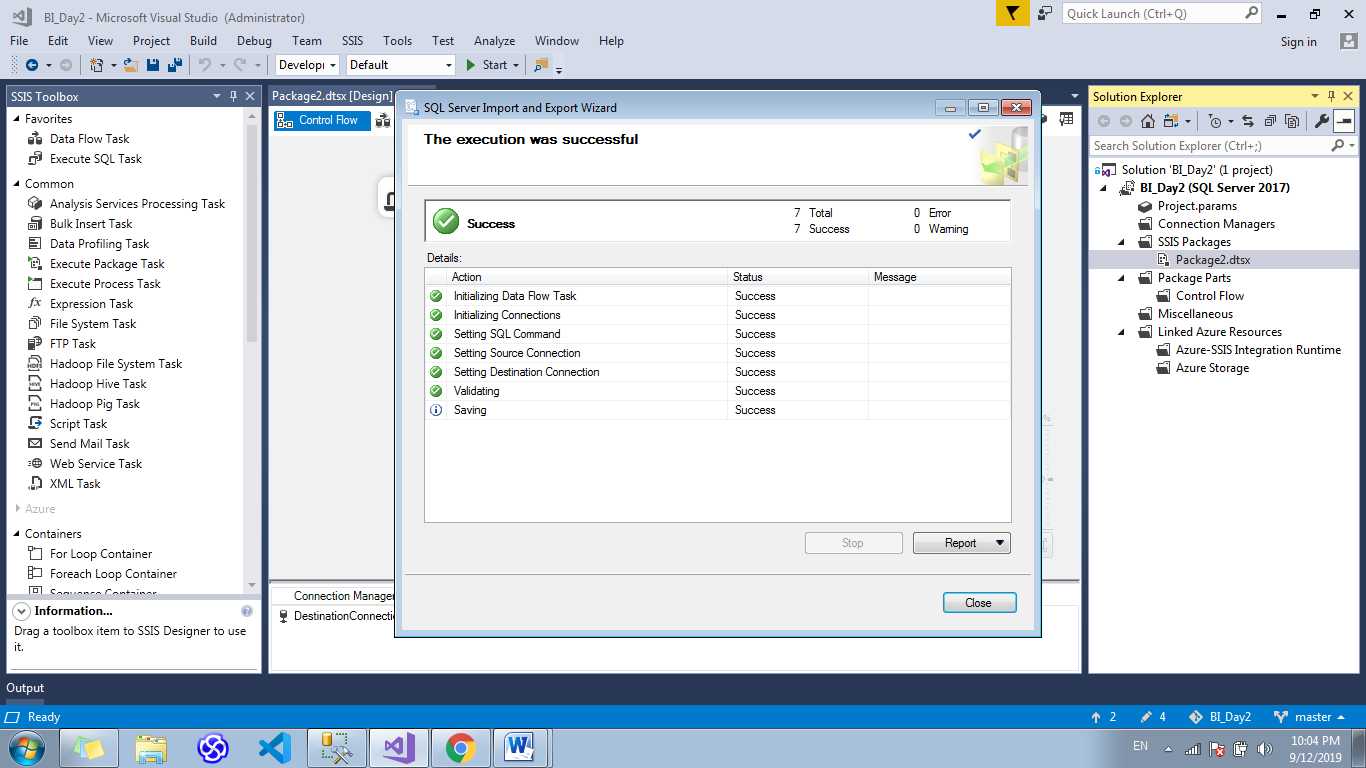 BI_Day2 - Microsoft Visual Studio (Administrator)
Quick Launch (Ctrl+Q)
File Edit View Project Build Debug Team SSIS Tools Test Analyze Window Help
Sign in
Default
Start
SSIS Toolbox
Favorites
Data Flow Task
Execute SQL Task
Common
Analysis Services Processing Task
Bulk Insert Task
Data Profiling Task
Execute Package Task
Execute Process Task
Expression Task
File System Task
FTP Task
Hadoop File System Task
Hadoop Hive Task
Hadoop Pig Task
Script Task
Send Mail Task
Web Service Task
XML Task
Azure
Containers
For Loop Container
Foreach Loop Container
Information...
Drag a toolbox item to SSIS Designer to use
it.
Package2.dtsx [Design]
Control Flow
Connection Manager
SQL Server Import and Export Wizard
The execution was successful
Success
7 Total 0 Error
7 Success 0 Warning
Details:
Action Status Message
Initializing Data Flow Task Success
Initializing Connections Success
Setting SQL Command Success
Setting Source Connection Success
Setting Destination Connection Success
Validating Success
Saving Success
Stop Report
Close
Solution Explorer
Search Solution Explorer (Ctrl+;)
Solution 'BI_Day2' (1 project)
BI_Day2 (SQL Server 2017)
Project.params
Connection Managers
SSIS Packages
Package2.dtsx
Package Parts
Control Flow
Miscellaneous
Linked Azure Resources
Azure-SSIS Integration Runtime
Azure Storage
Output
Ready
2 4 BI_Day2 master
EN
10:04 PM
9/12/2019